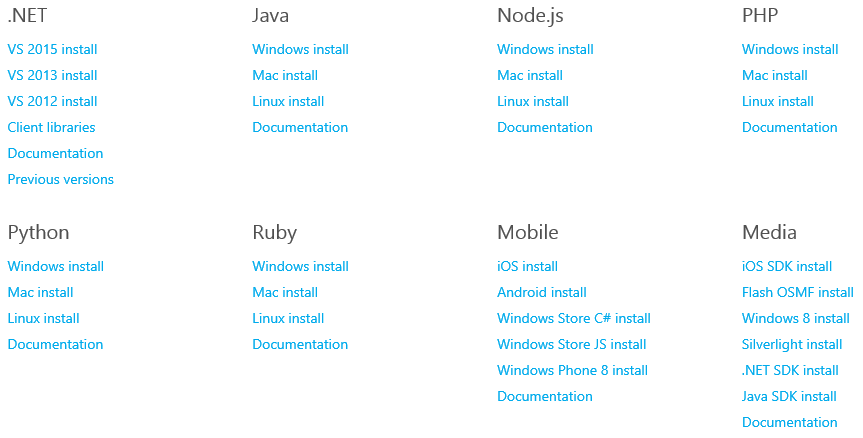 .NET
VS 2015 install
VS 2013 install
VS 2012 install
Client libraries
Documentation
Previous versions
Java
Windows install
Mac install
Linux install
Documentation
Node.js
Windows install
Mac install
Linux install
Documentation
PHP
Windows install
Mac install
Linux install
Documentation
Python
Windows install
Mac install
Linux install
Documentation
Ruby
Windows install
Mac install
Linux install
Documentation
Mobile
iOS install
Android install
Windows Store C# install
Windows Store JS install
Windows Phone 8 install
Documentation
Media
iOS SDK install
Flash OSMF install
Windows 8 install
Silverlight install
.NET SDK install
Java SDK install
Documentation